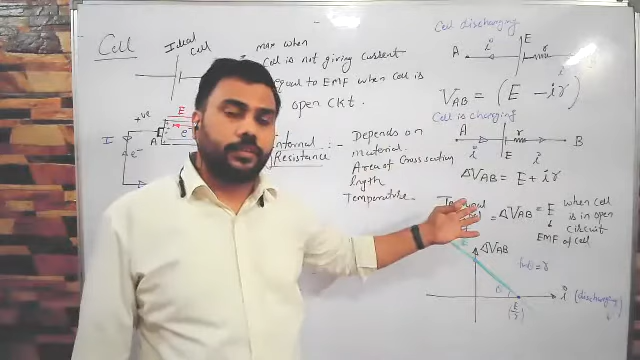 Cell
Ideal
Cell
max when
Cell is not giving current
equal to EMF when cell is
open CKt.
+ve
E
I
A
e
e-
Internal
Resistance
:- Depends on
material.
Area of Cross section
length
Temperature.
Cell discharging
A
i
E
r
i
V_AB = (E - ir)
Cell is charging
A
i
E
r
i
B
ΔV_AB = E + ir
= ΔV_AB = E when cell
is in open
circuit
EMF of cell
ΔV_AB
= r
θ
i (discharging)
(E/r)